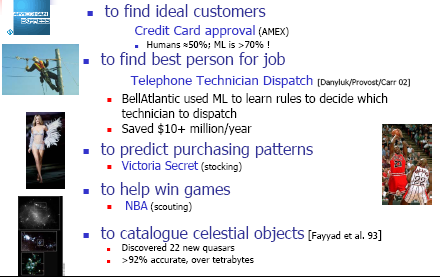 to find ideal customers
Credit Card approval (AMEX)
Humans ≈50%; ML is >70% !
to find best person for job
Telephone Technician Dispatch [Danyluk/Provost/Carr 02]
BellAtlantic used ML to learn rules to decide which
technician to dispatch
Saved $10+ million/year
to predict purchasing patterns
Victoria Secret (stocking)
to help win games
NBA (scouting)
to catalogue celestial objects [Fayyad et al. 93]
Discovered 22 new quasars
>92% accurate, over tetrabytes